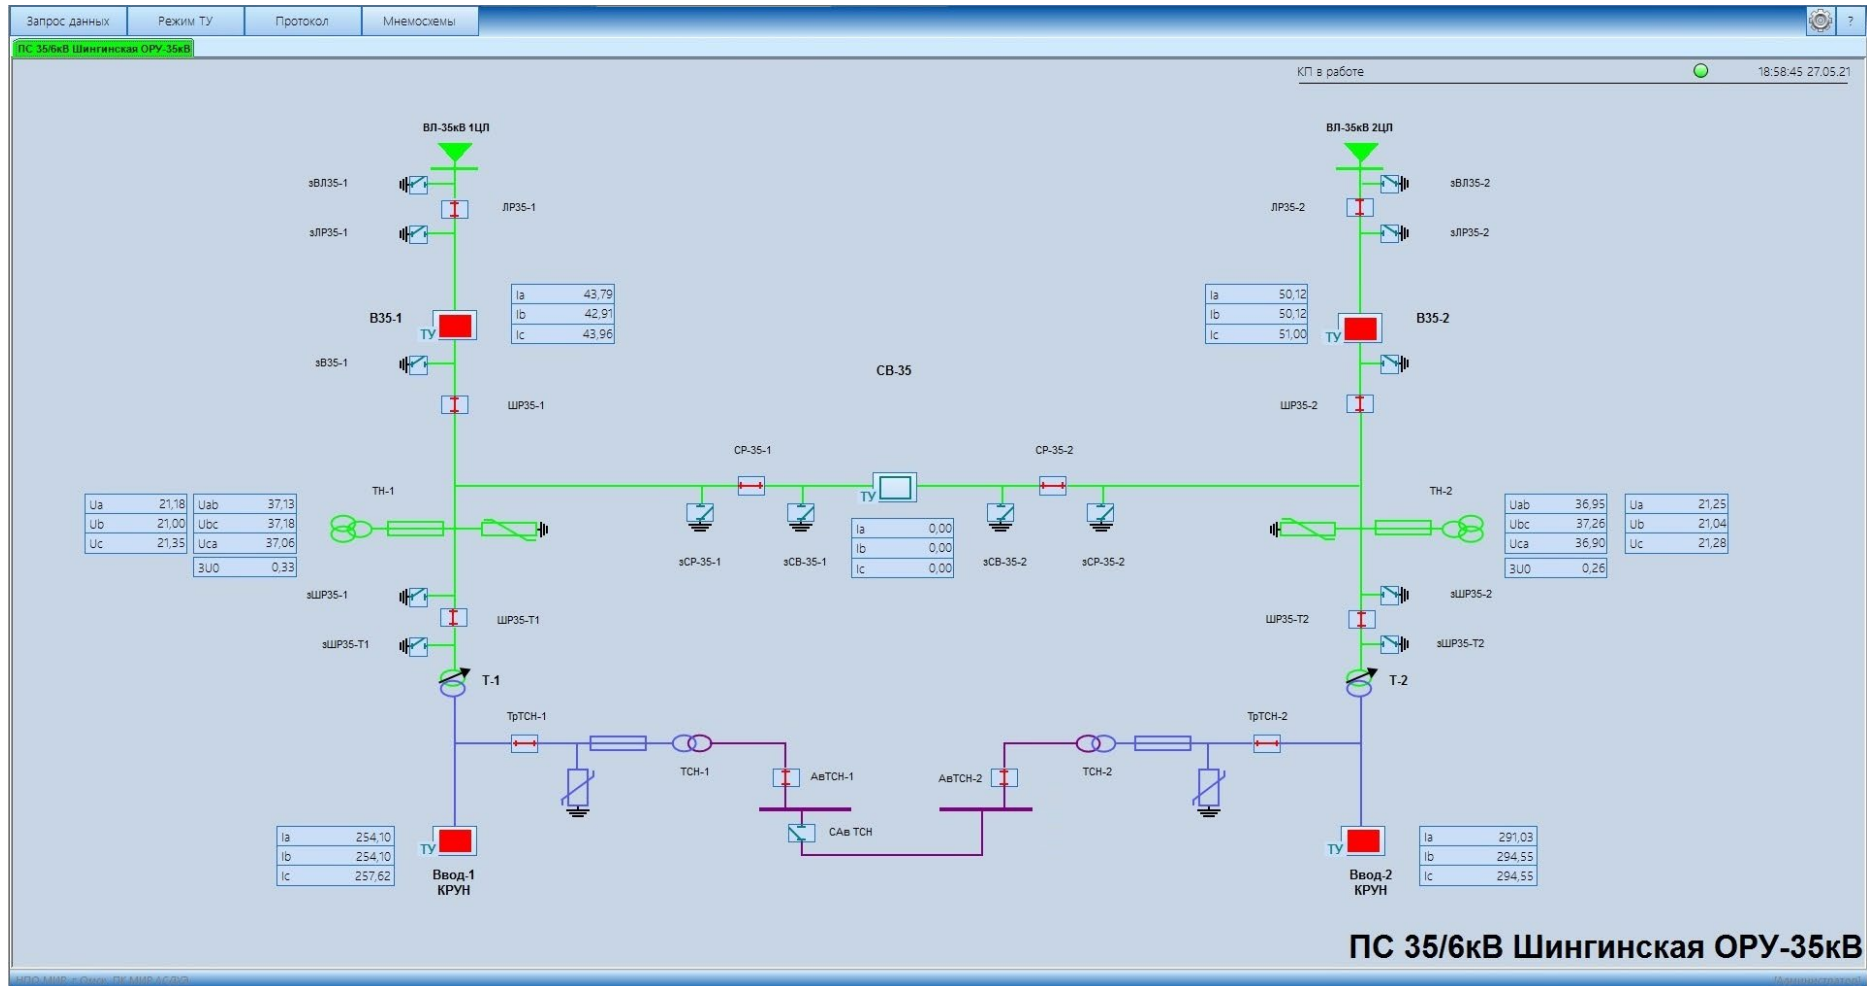 Запрос данных
Режим ТУ
Протокол
Мнемосхемы
?
ПС 35/6кВ Шингинская ОРУ-35кВ
КП в работе
18:58:45 27.05.21
ВЛ-35кВ 1ЦП
ВЛ-35кВ 2ЦП
зВЛ35-1
зВЛ35-2
ЛР35-1
ЛР35-2
зЛР35-1
зЛР35-2
Ia 43,79
Ib 42,91
Ic 43,96
Ia 50,12
Ib 50,12
Ic 51,00
В35-1
ТУ
В35-2
ТУ
зВ35-1
СВ-35
ШР35-1
ШР35-2
СР-35-1
СР-35-2
ТУ
ТН-1
ТН-2
Ua 21,18
Ub 21,00
Uc 21,35
Uab 37,13
Ubc 37,18
Uca 37,06
3U0 0,33
Ia 0,00
Ib 0,00
Ic 0,00
Uab 36,95
Ubc 37,26
Uca 36,90
3U0 0,26
Ua 21,25
Ub 21,04
Uc 21,28
зСР-35-1
зСВ-35-1
зСВ-35-2
зСР-35-2
зШР35-1
зШР35-2
ШР35-Т1
ШР35-Т2
зШР35-Т1
зШР35-Т2
Т-1
Т-2
ТрТСН-1
ТрТСН-2
ТСН-1
ТСН-2
АвТСН-1
АвТСН-2
САв ТСН
Ia 254,10
Ib 254,10
Ic 257,62
ТУ
Ввод-1
КРУН
ТУ
Ввод-2
КРУН
Ia 291,03
Ib 294,55
Ic 294,55
ПС 35/6кВ Шингинская ОРУ-35кВ